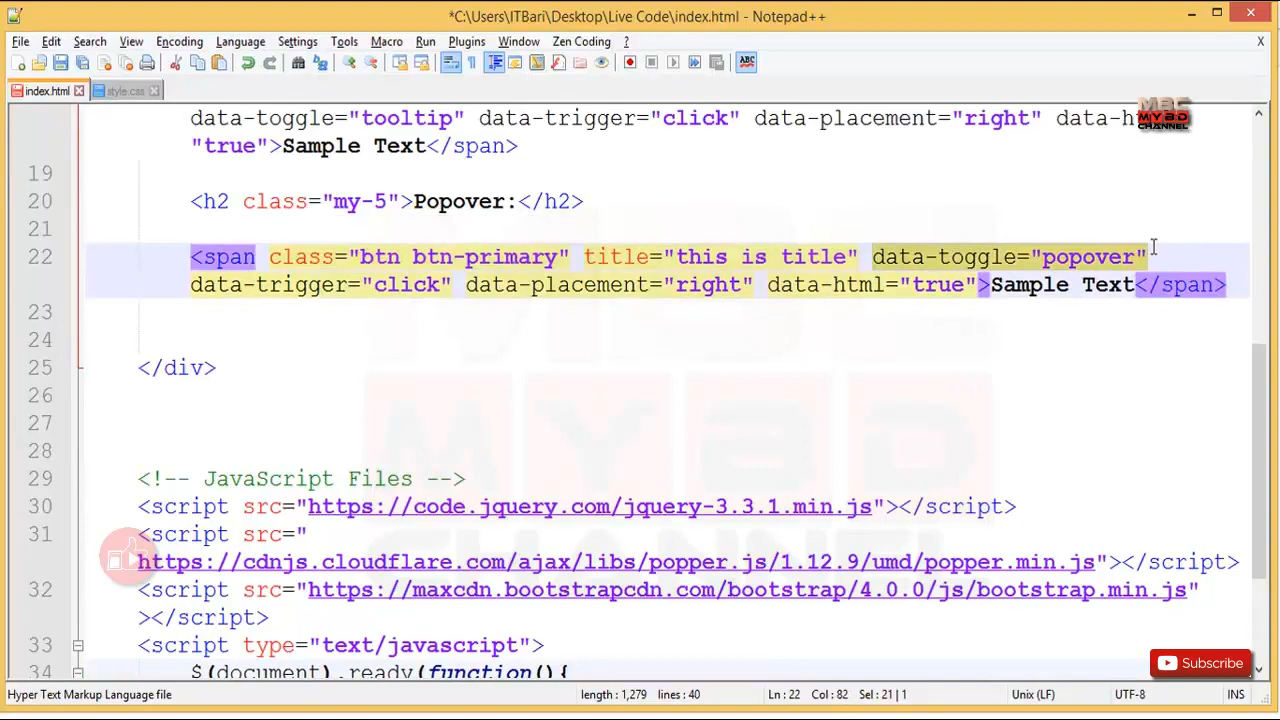 *C:\Users\ITBari\Desktop\Live Code\index.html - Notepad++
File Edit Search View Encoding Language Settings Tools Macro Run Plugins Window Zen Coding ? X
index.html style.css
data-toggle="tooltip" data-trigger="click" data-placement="right" data-h
"true">Sample Text</span>
19
20 <h2 class="my-5">Popover:</h2>
21
22 <span class="btn btn-primary" title="this is title" data-toggle="popover"
data-trigger="click" data-placement="right" data-html="true">Sample Text</span>
23
24
25 </div>
26
27
28
29 <!-- JavaScript Files -->
30 <script src="https://code.jquery.com/jquery-3.3.1.min.js"></script>
31 <script src="
https://cdnjs.cloudflare.com/ajax/libs/popper.js/1.12.9/umd/popper.min.js"></script>
32 <script src="https://maxcdn.bootstrapcdn.com/bootstrap/4.0.0/js/bootstrap.min.js"
></script>
33 <script type="text/javascript">
34 $(document).ready(function(){
MBC
MYBD
CHANNEL
Subscribe
Hyper Text Markup Language file length : 1,279 lines : 40 Ln : 22 Col : 82 Sel : 21 | 1 Unix (LF) UTF-8 INS